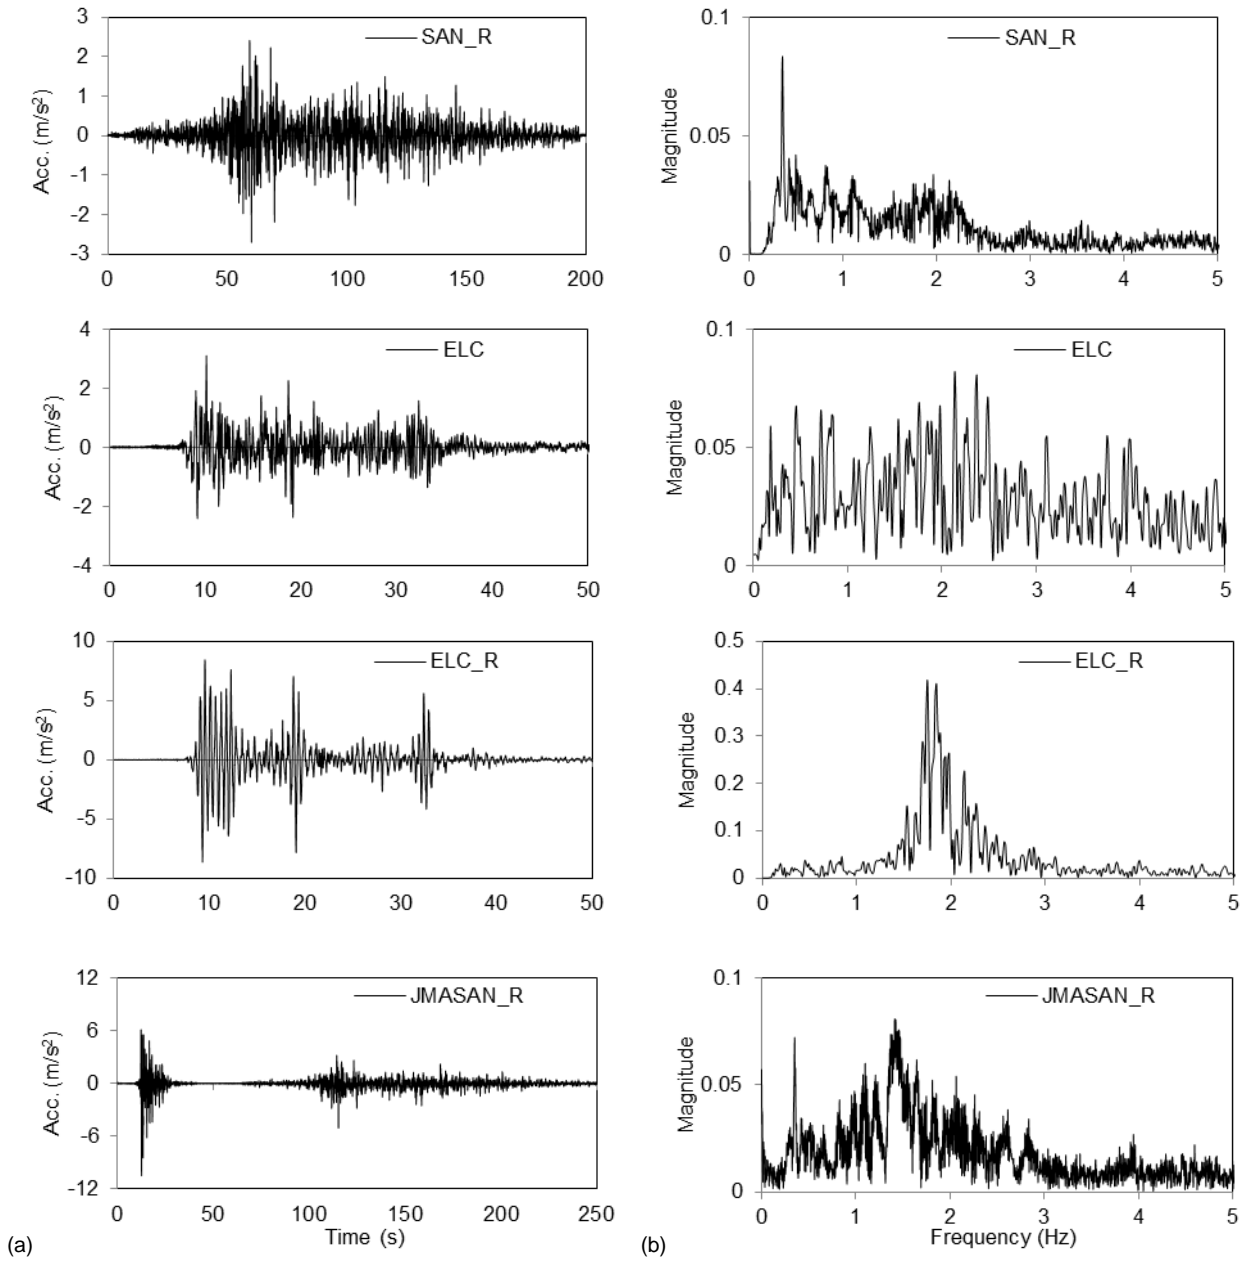 3
2
1
0
-1
-2
-3
Acc. (m/s²)
SAN_R
0 50 100 150 200
0.1
0.05
0
Magnitude
SAN_R
0 1 2 3 4 5
4
2
0
-2
-4
Acc. (m/s²)
ELC
0 10 20 30 40 50
0.1
0.05
0
Magnitude
ELC
0 1 2 3 4 5
10
5
0
-5
-10
Acc. (m/s²)
ELC_R
0 10 20 30 40 50
0.5
0.4
0.3
0.2
0.1
0
Magnitude
ELC_R
0 1 2 3 4 5
12
6
0
-6
-12
Acc. (m/s²)
JMASAN_R
0 50 100 150 200 250
Time (s)
(a)
0.1
0.05
0
Magnitude
JMASAN_R
0 1 2 3 4 5
Frequency (Hz)
(b)